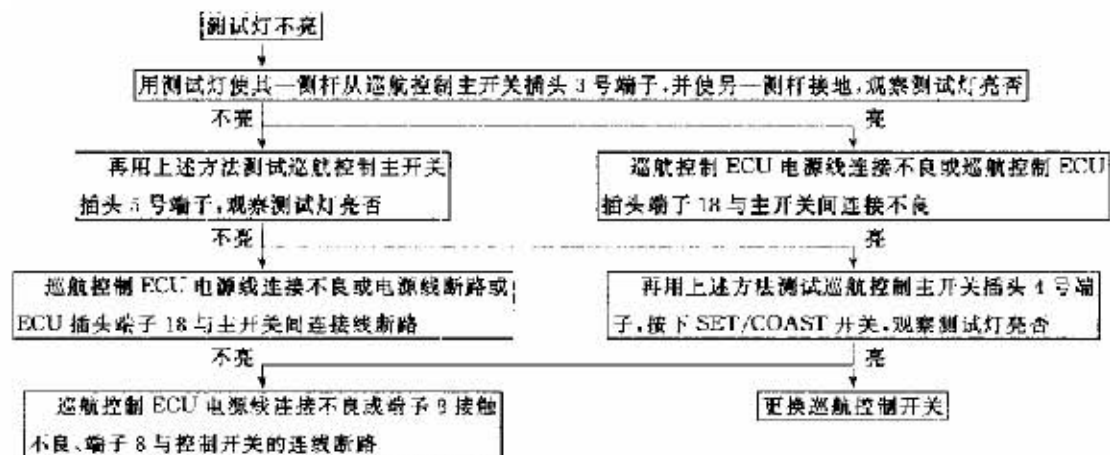 测试灯不亮
用测试灯使其一测杆从巡航控制主开关插头3号端子,并使另一测杆接地,观察测试灯亮否
不亮
亮
再用上述方法测试巡航控制主开关
插头5号端子,观察测试灯亮否
巡航控制ECU电源线连接不良或巡航控制ECU
插头端子18与主开关间连接不良
不亮
亮
巡航控制ECU电源线连接不良或电源线断路或
ECU插头端子18与主开关间连接线断路
再用上述方法测试巡航控制主开关插头4号端
子,按下SET/COAST开关,观察测试灯亮否
不亮
亮
巡航控制ECU电源线连接不良或端子8接触
不良、端子8与控制开关的连线断路
更换巡航控制开关